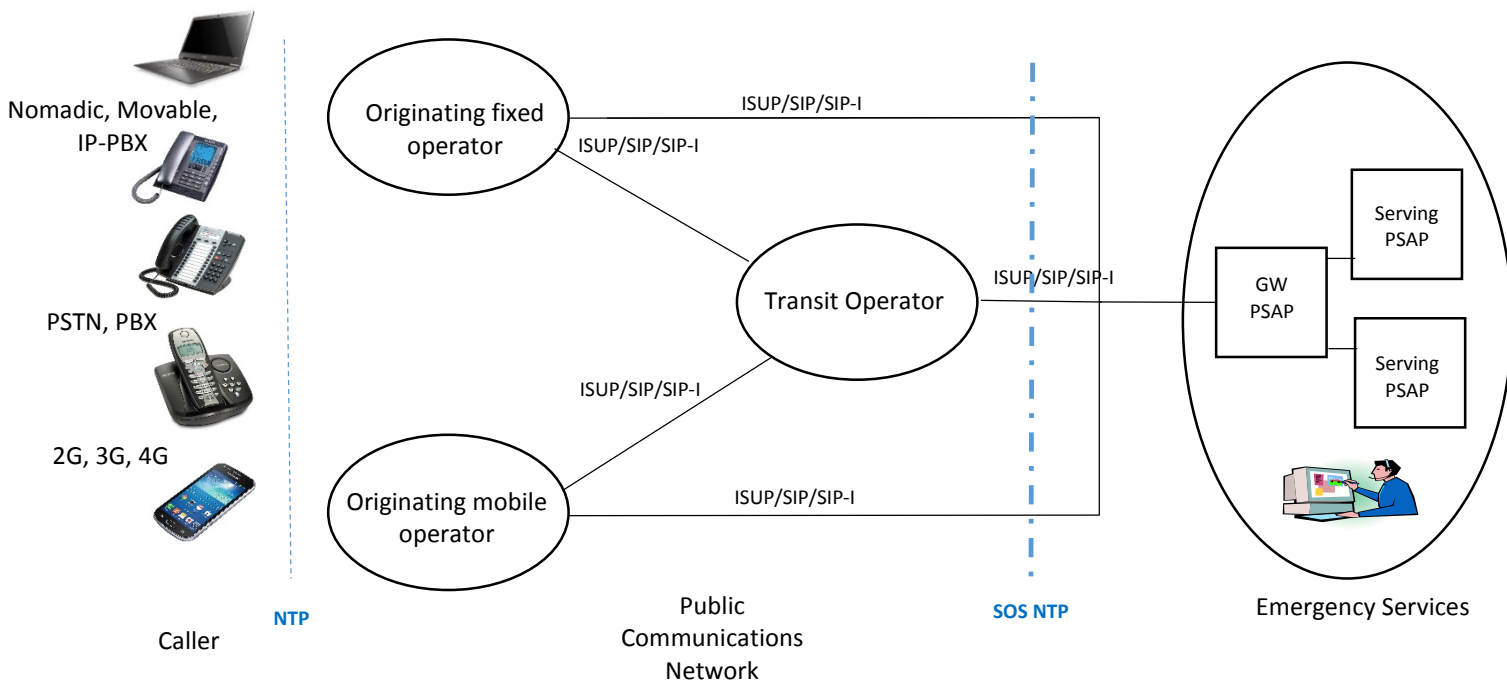 Nomadic, Movable,
IP-PBX
PSTN, PBX
2G, 3G, 4G
Caller
NTP
Originating fixed
operator
ISUP/SIP/SIP-I
ISUP/SIP/SIP-I
Transit Operator
ISUP/SIP/SIP-I
ISUP/SIP/SIP-I
Originating mobile
operator
ISUP/SIP/SIP-I
Public
Communications
Network
SOS NTP
GW
PSAP
Serving
PSAP
Serving
PSAP
Emergency Services